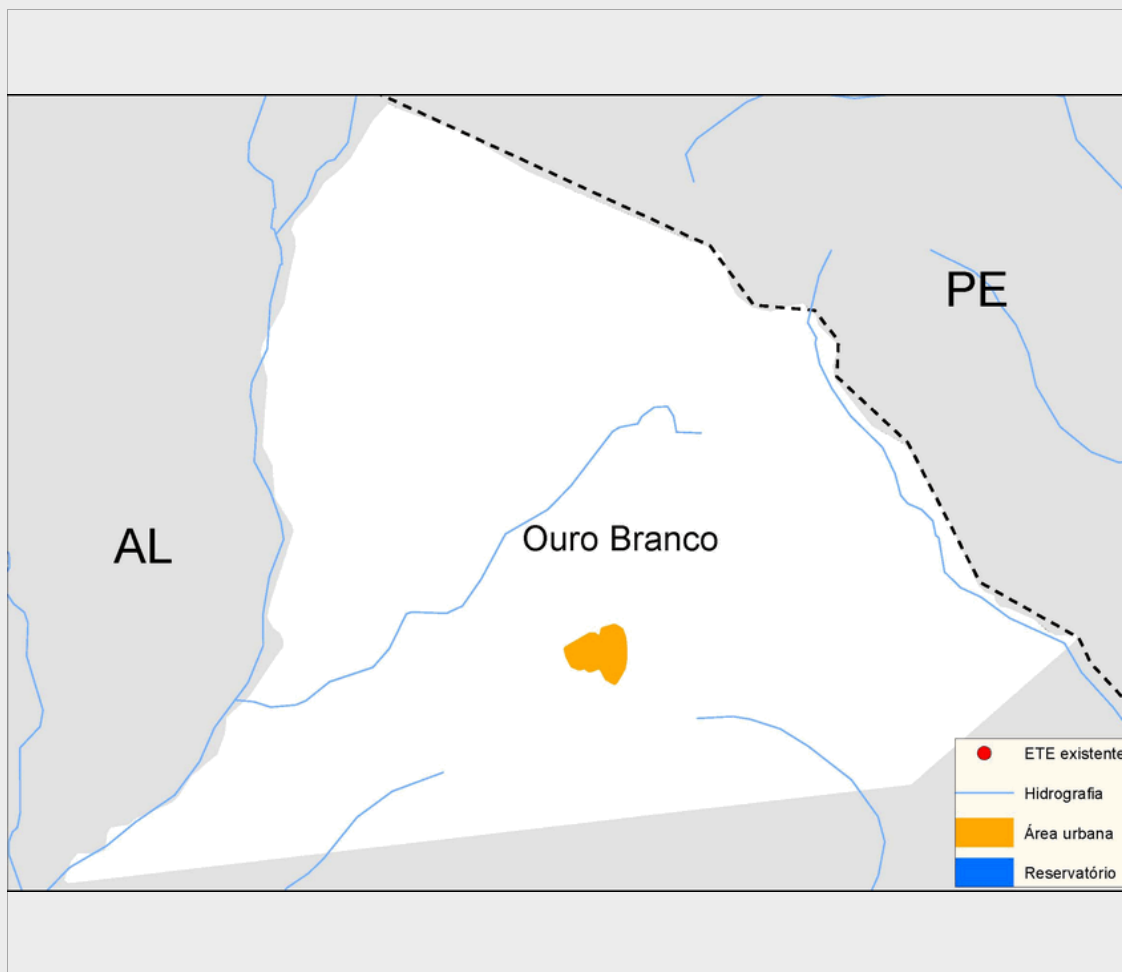 PE
Ouro Branco
AL
ETE existente
Hidrografia
Área urbana
Reservatório